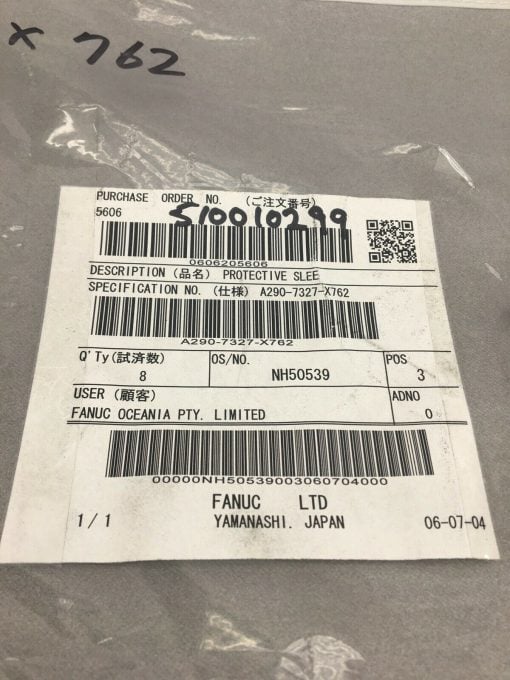 x 762
PURCHASE ORDER NO. (ご注文番号)
5606 510010299
0606205606
DESCRIPTION (品名) PROTECTIVE SLEE
SPECIFICATION NO. (仕様) A290-7327-X762
A290-7327-X762
Q'Ty(試済数) OS/NO. POS
8 NH50539 3
USER (顧客) ADNO
FANUC OCEANIA PTY. LIMITED 0
00000NH50539003060704000
FANUC LTD
1/1 YAMANASHI. JAPAN 06-07-04